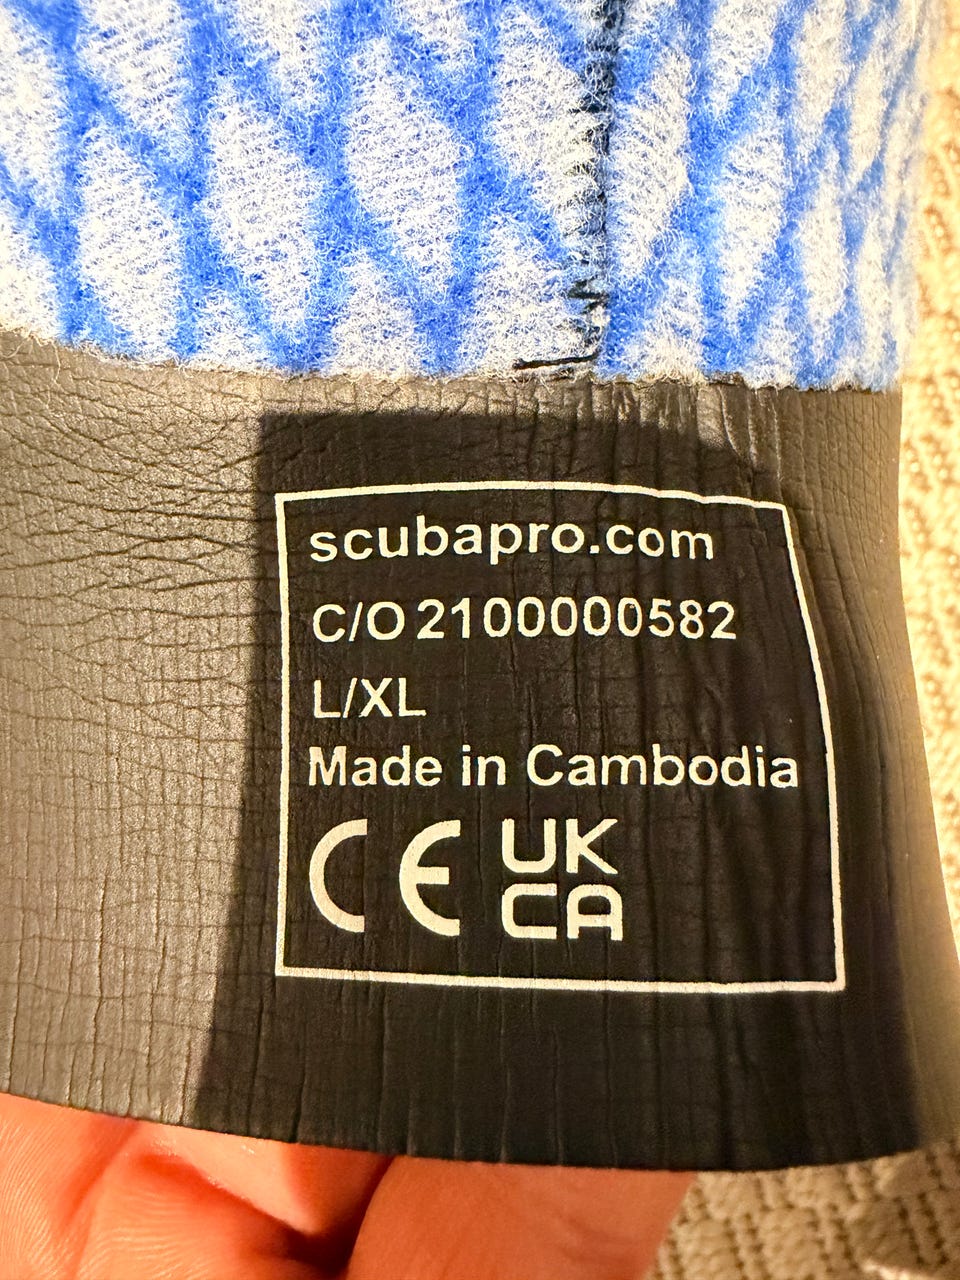 scubapro.com
C/O 2100000582
L/XL
Made in Cambodia
CE UK
CA